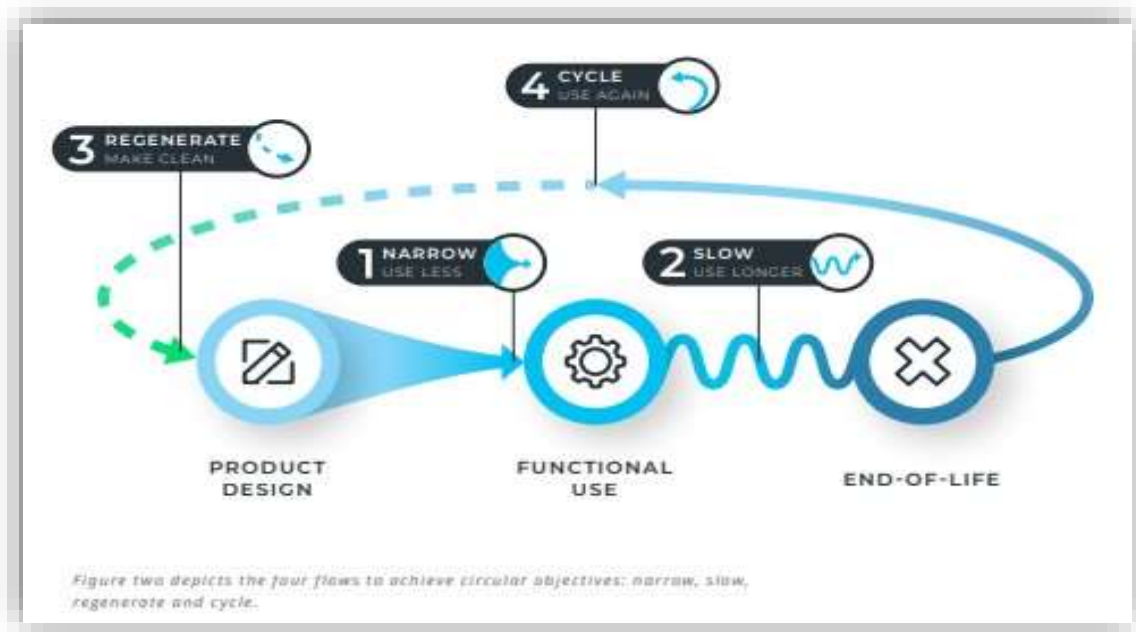 4 CYCLE
USE AGAIN
3 REGENERATE
MAKE CLEAN
1 NARROW
USE LESS
2 SLOW
USE LONGER
PRODUCT
DESIGN
FUNCTIONAL
USE
END-OF-LIFE
Figure two depicts the four flows to achieve circular objectives: narrow, slow,
regenerate and cycle.